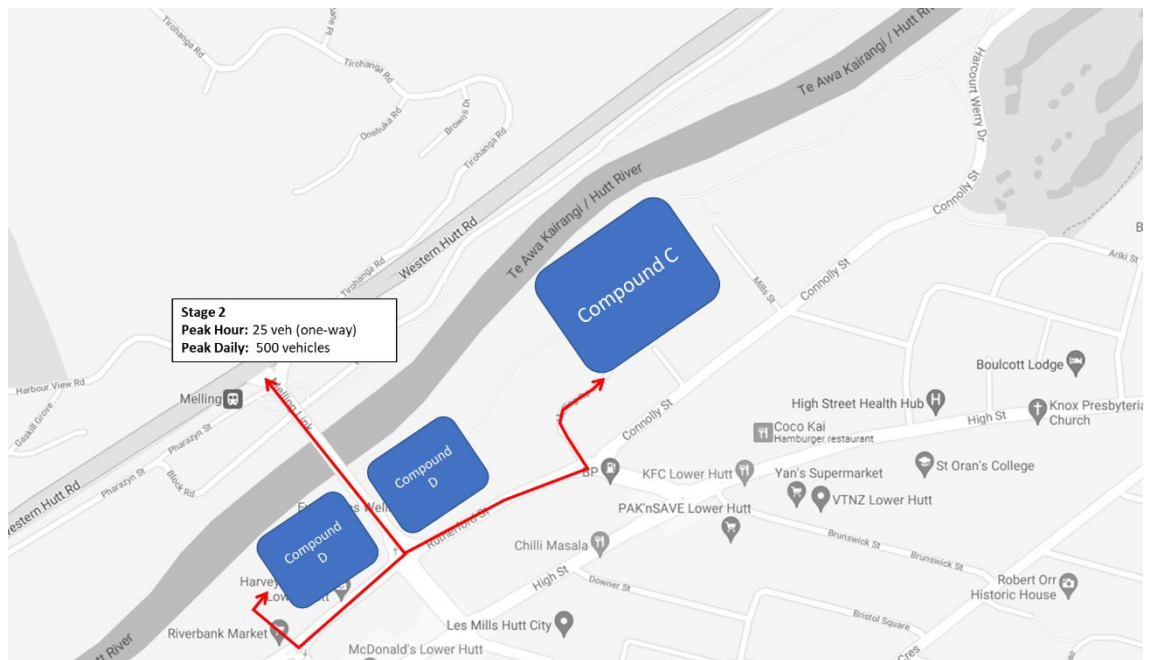 Tirohanga Rd
Tirohanga Rd
Onehuka Rd
Browns Dr
Tirohanga Rd
Te Awa Kairangi / Hutt River
Harcourt Werry Dr
Connolly St
Western Hutt Rd
Te Awa Kairangi / Hutt River
Compound C
Mills St
Connolly St
Ariki St
Tirohanga Rd
Stage 2
Peak Hour: 25 veh (one-way)
Peak Daily: 500 vehicles
Harbour View Rd
Gaskill Grove
Melling
Melling Link
Pharazyn St
Pharazyn St
Block Rd
Boulcott Lodge
High Street Health Hub
H
High St
Knox Presbyteria
Church
Connolly St
Coco Kai
Hamburger restaurant
BP
KFC Lower Hutt
Yan's Supermarket
St Oran's College
VTNZ Lower Hutt
PAK'nSAVE Lower Hutt
Compound
D
Compound
D
Rutherford St
Chilli Masala
High St
Downer St
Brunswick St
Brunswick St
Robert Orr
Historic House
Bristol Square
Harvey
Riverbank Market
Les Mills Hutt City
McDonald's Lower Hutt
utt River
Cres